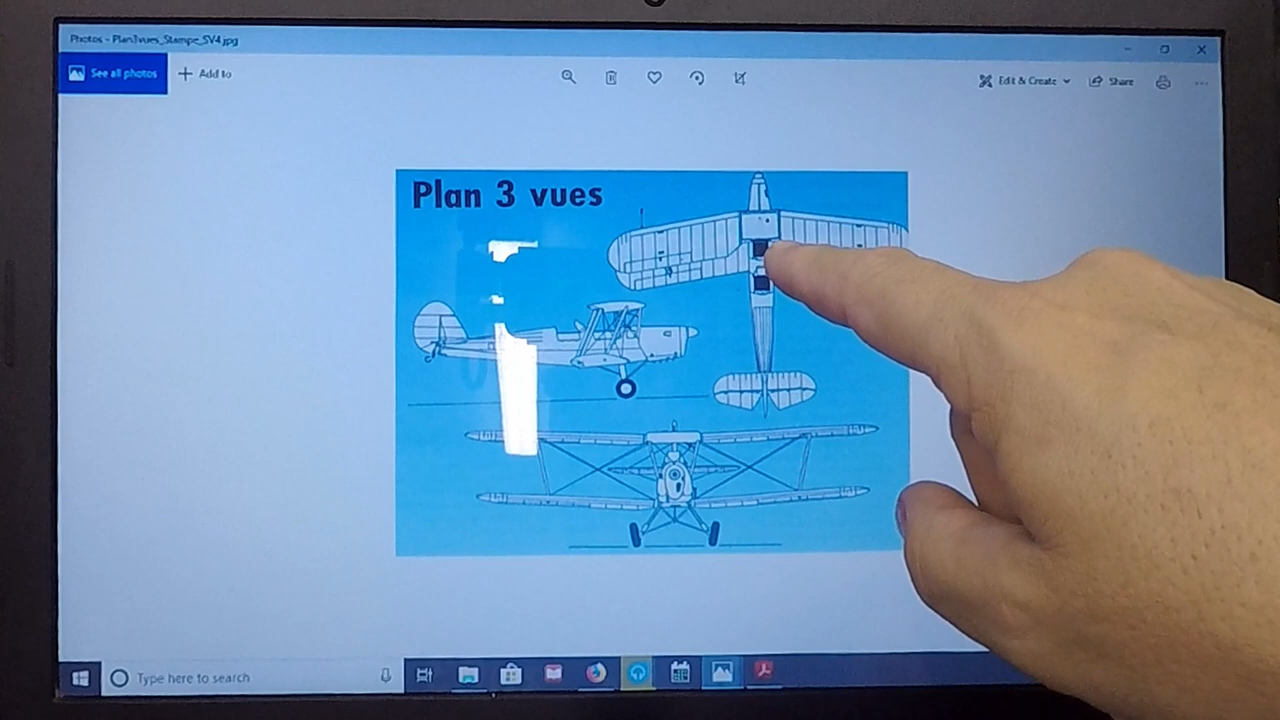 Photos - Plan3vues_Stampe_SV4.jpg
See all photos
Add to
Edit & Create
Share
Plan 3 vues
Type here to search